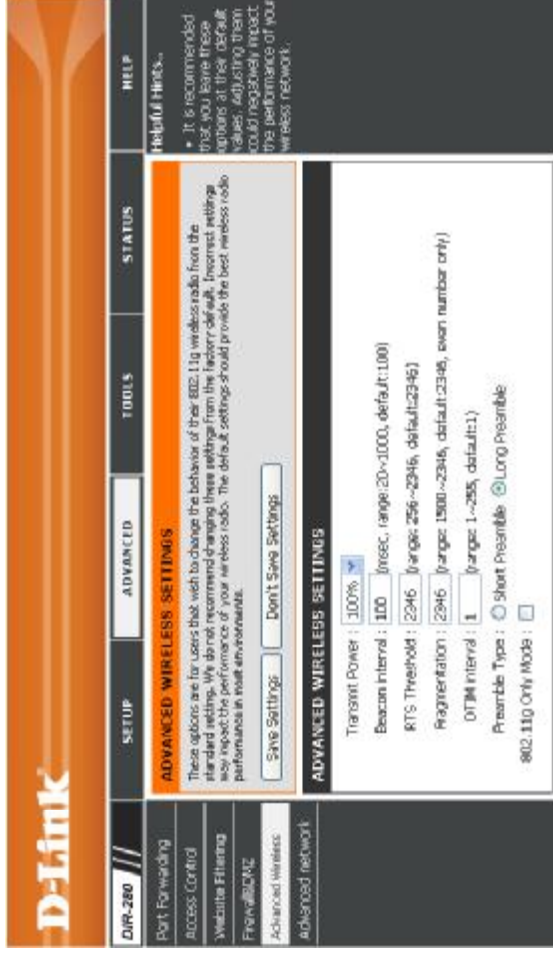 D-Link
DIR-280
SETUP
ADVANCED
TOOLS
STATUS
HELP
Port Forwarding
Access Control
Website Filtering
Firewall&DMZ
Advanced Wireless
Advanced network
ADVANCED WIRELESS SETTINGS
These options are for users that wish to change the behavior of their 802.11g wireless radio from the
standard setting. We do not recommend changing these settings from the factory default. Incorrect settings
may impact the performance of your wireless radio. The default settings should provide the best wireless radio
performance in most environments.
Save Settings
Don't Save Settings
ADVANCED WIRELESS SETTINGS
Transmit Power : 100%
Beacon interval : 100 (msec, range:20~1000, default:100)
RTS Threshold : 2346 (range: 256~2346, default:2346)
Fragmentation : 2346 (range: 1500~2346, default:2346, even number only)
DTIM interval : 1 (range: 1~255, default:1)
Preamble Type : Short Preamble Long Preamble
802.11g Only Mode :
Helpful Hints...
• It is recommended
that you leave these
options at their default
values. Adjusting them
could negatively impact
the performance of your
wireless network.